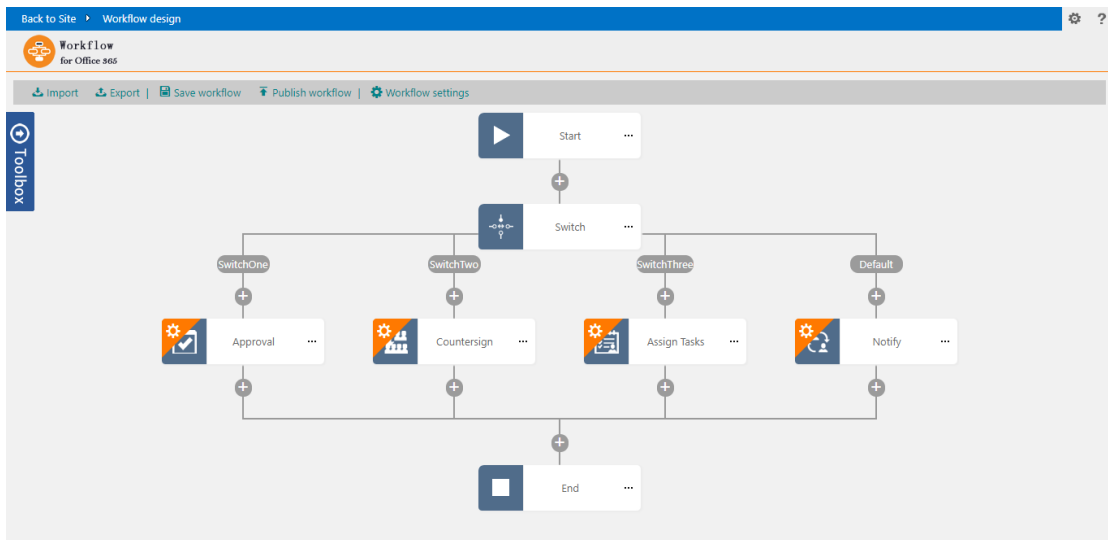 Back to Site Workflow design ?
Workflow
for Office 365
Import Export | Save workflow Publish workflow | Workflow settings
Toolbox
Start ...
Switch ...
SwitchOne SwitchTwo SwitchThree Default
Approval ... Countersign ... Assign Tasks ... Notify ...
End ...